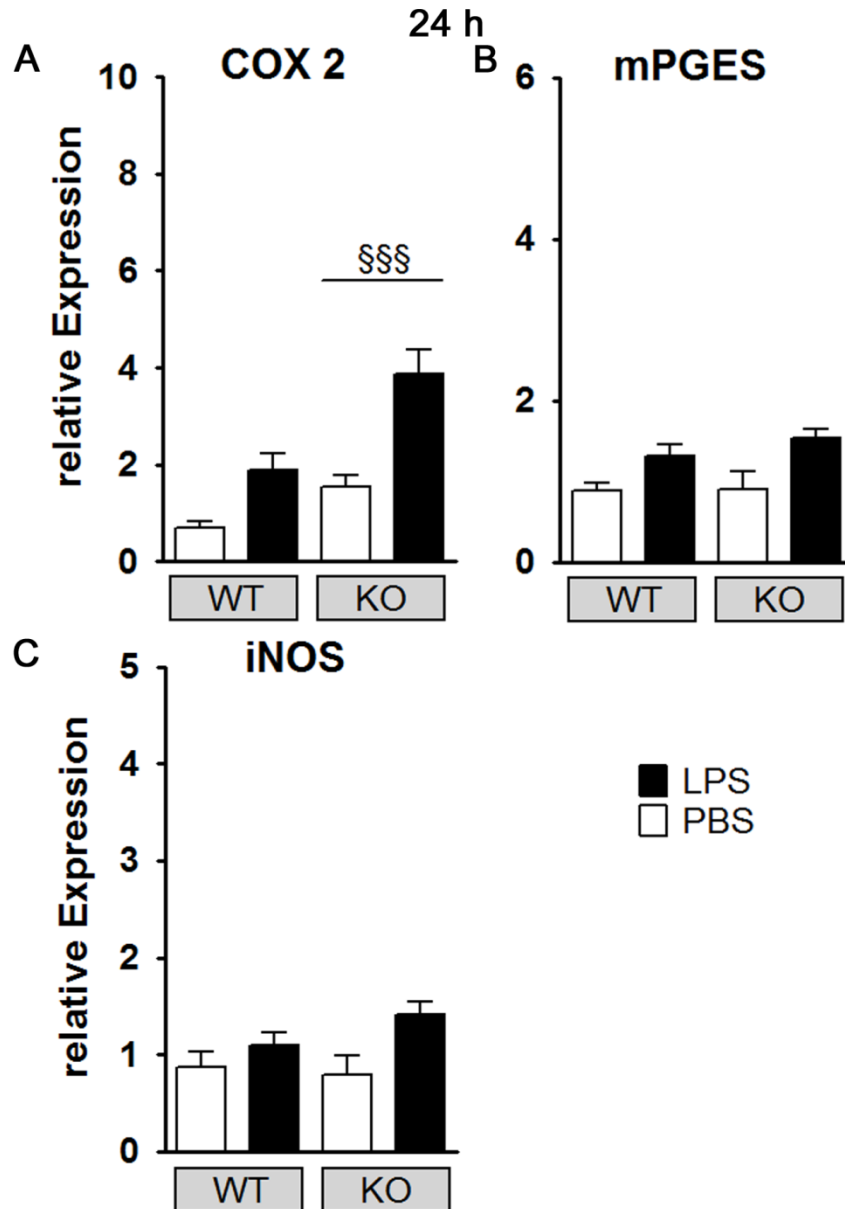 24 h
A
COX 2
relative Expression
10
8
6
4
2
0
§§§
WT
KO
B
mPGES
6
4
2
0
WT
KO
C
iNOS
relative Expression
5
4
3
2
1
0
WT
KO
LPS
PBS